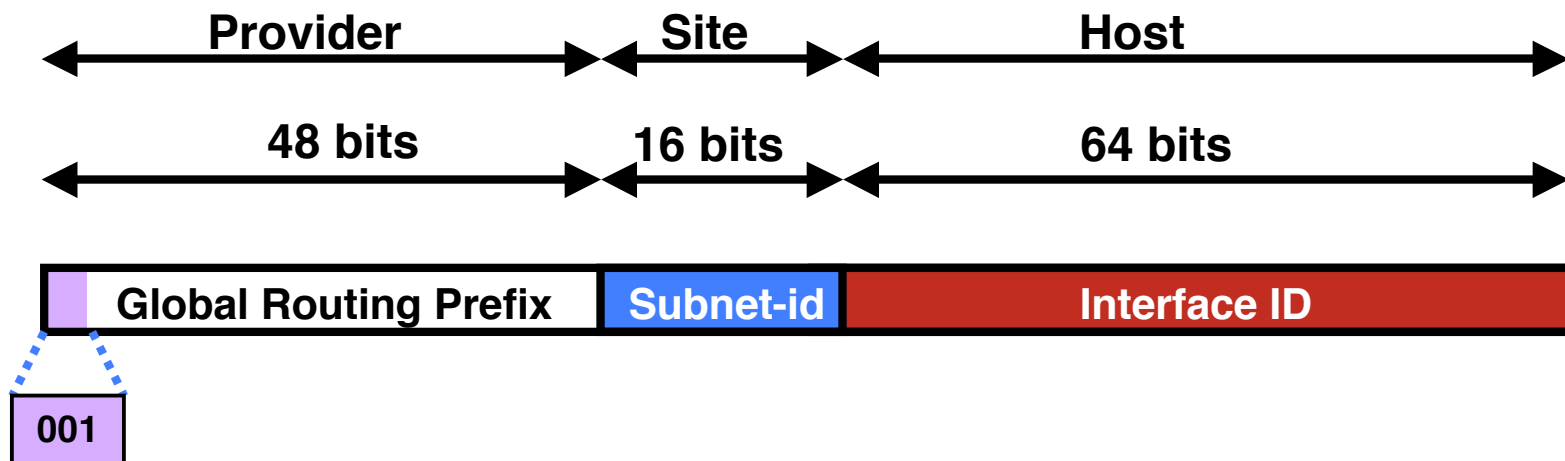 Provider Site Host
48 bits 16 bits 64 bits
Global Routing Prefix Subnet-id Interface ID
001